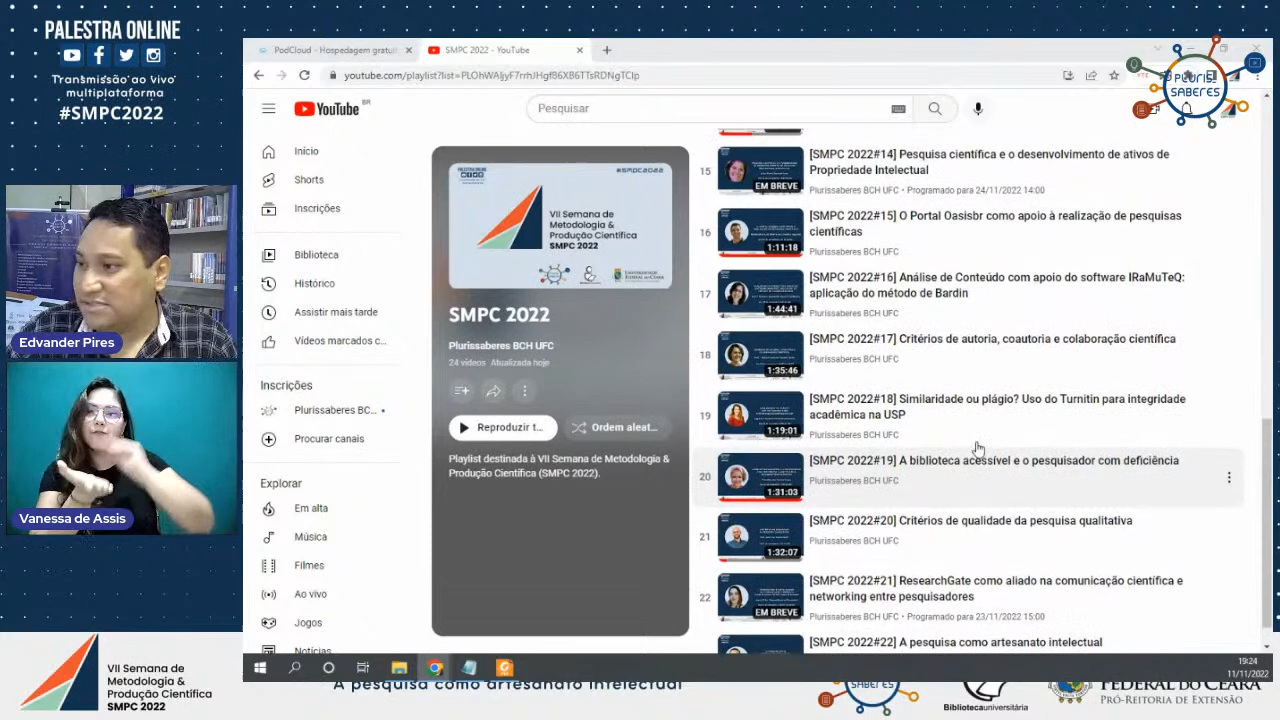 PALESTRA ONLINE
Transmissão ao vivo
multiplataforma
#SMPC2022
Edvander Pires
Vanessa de Assis
VII Semana de
Metodologia &
Produção Científica
SMPC 2022
PodCloud - Hospedagem gratuit
SMPC 2022 - YouTube
PLURIS
SABERES
YouTube
BR
Pesquisar
Início
Shorts
Inscrições
Biblioteca
Histórico
Assistir mais tarde
Vídeos marcados c...
Inscrições
Plurissaberes BC...
Procurar canais
Explorar
Em alta
Música
Filmes
Ao vivo
Jogos
Notícias
PALESTRA ONLINE
#SMPC2022
VII Semana de
Metodologia &
Produção Científica
SMPC 2022
SMPC 2022
Plurissaberes BCH UFC
24 vídeos Atualizada hoje
Reproduzir t...
Ordem aleat...
Playlist destinada à VII Semana de Metodologia &
Produção Científica (SMPC 2022).
15
EM BREVE
[SMPC 2022#14] Pesquisa científica e o desenvolvimento de ativos de
Propriedade Intelectual
Plurissaberes BCH UFC • Programado para 24/11/2022 14:00
16
1:11:18
[SMPC 2022#15] O Portal Oasisbr como apoio à realização de pesquisas
científicas
Plurissaberes BCH UFC
17
1:44:41
[SMPC 2022#16] Análise de Conteúdo com apoio do software IRaMuTeQ:
aplicação do método de Bardin
Plurissaberes BCH UFC
18
1:35:46
[SMPC 2022#17] Critérios de autoria, coautoria e colaboração científica
Plurissaberes BCH UFC
19
1:19:01
[SMPC 2022#18] Similaridade ou plágio? Uso do Turnitin para integridade
acadêmica na USP
Plurissaberes BCH UFC
20
1:31:03
[SMPC 2022#19] A biblioteca acessível e o pesquisador com deficiência
Plurissaberes BCH UFC
21
1:32:07
[SMPC 2022#20] Critérios de qualidade da pesquisa qualitativa
Plurissaberes BCH UFC
22
EM BREVE
[SMPC 2022#21] ResearchGate como aliado na comunicação científica e
networking entre pesquisadores
Plurissaberes BCH UFC • Programado para 23/11/2022 15:00
[SMPC 2022#22] A pesquisa como artesanato intelectual
19:24
11/11/2022
A pesquisa como artesanato intelectual
SABERES
Bibliotecauniversitária
FEDERAL DO CEARÁ
PRÓ-REITORIA DE EXTENSÃO